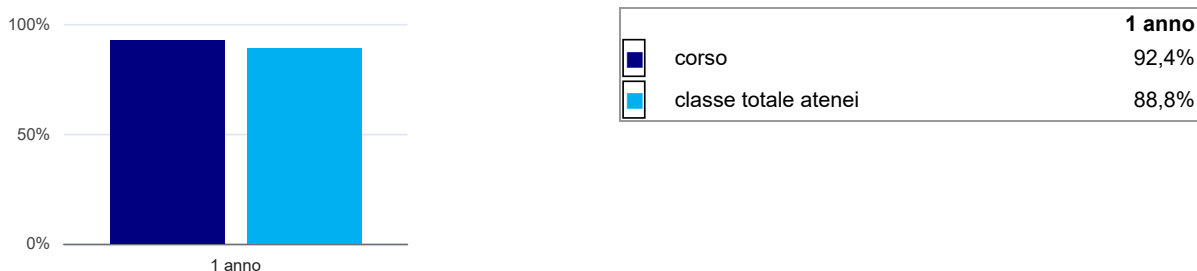 100%
50%
0%
1 anno
1 anno
corso 92,4%
classe totale atenei 88,8%